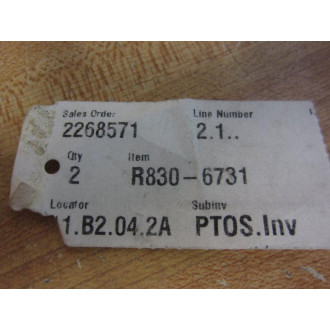 Sales Order Line Number
2268571 2.1..
Qty Item
2 R830-6731
Locator Subinv
1.B2.04.2A PTOS.Inv